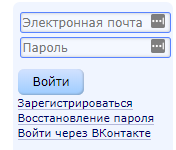 Электронная почта
Пароль
Войти
Зарегистрироваться
Восстановление пароля
Войти через ВКонтакте